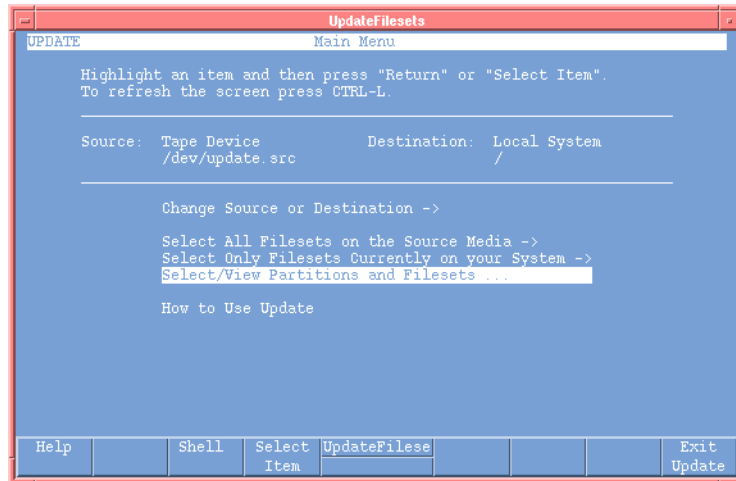 UpdateFilesets
UPDATE Main Menu
Highlight an item and then press "Return" or "Select Item".
To refresh the screen press CTRL-L.
Source: Tape Device Destination: Local System
/dev/update.src /
Change Source or Destination ->
Select All Filesets on the Source Media ->
Select Only Filesets Currently on your System ->
Select/View Partitions and Filesets ...
How to Use Update
Help Shell Select UpdateFilese Exit
Item Update